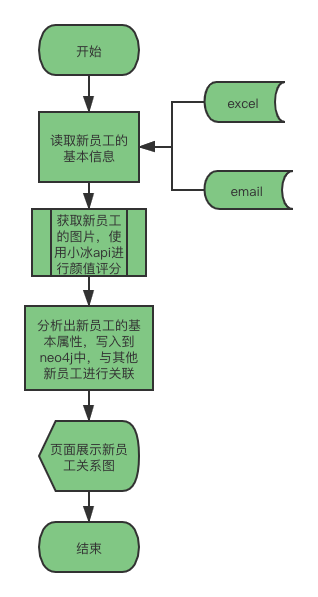 开始
excel
读取新员工的
基本信息
email
获取新员工
的图片，使
用小冰api进
行颜值评分
分析出新员工的基
本属性，写入到
neo4j中，与其他
新员工进行关联
页面展示新员
工关系图
结束